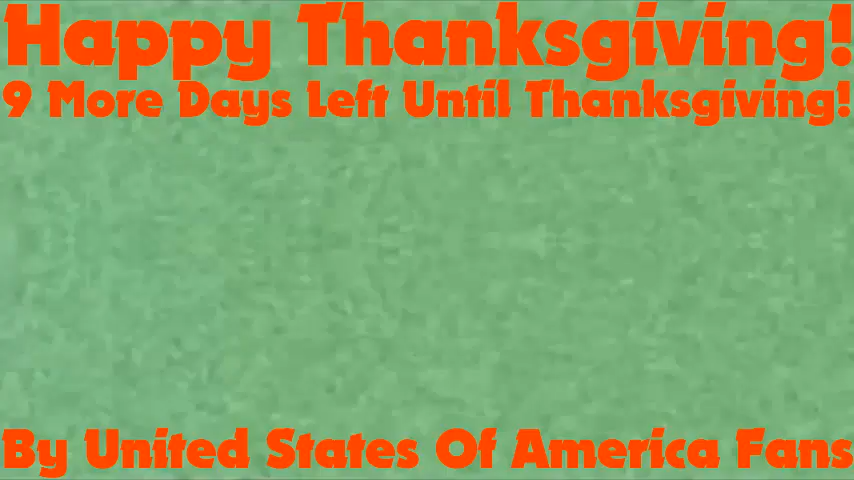 Happy Thanksgiving!
9 More Days Left Until Thanksgiving!
By United States Of America Fans